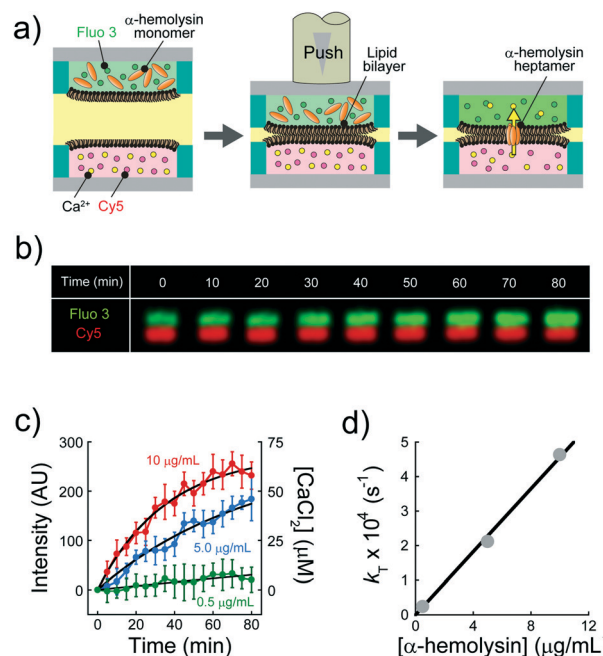 a)
Fluo 3
α-hemolysin
monomer
Push
Lipid
bilayer
α-hemolysin
heptamer
Ca²⁺
Cy5
b)
Time (min) 0 10 20 30 40 50 60 70 80
Fluo 3
Cy5
c)
300
200
100
0
Intensity (AU)
10 μg/mL
5.0 μg/mL
0.5 μg/mL
75
50
25
0
[CaCl₂] (μM)
0 20 40 60 80
Time (min)
d)
5
4
3
2
1
0
k_T x 10⁴ (s⁻¹)
0 4 8 12
[α-hemolysin] (μg/mL)